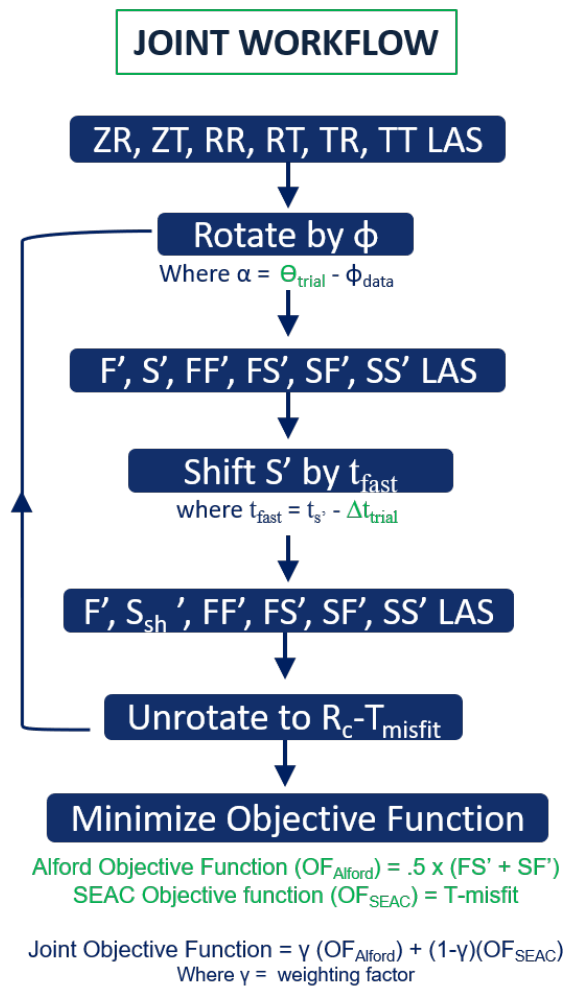 JOINT WORKFLOW
ZR, ZT, RR, RT, TR, TT LAS
Rotate by ϕ
Where α = ϴtrial - ϕdata
F’, S’, FF’, FS’, SF’, SS’ LAS
Shift S’ by tfast
where tfast = ts’ - Δttrial
F’, Ssh ’, FF’, FS’, SF’, SS’ LAS
Unrotate to Rc-Tmisfit
Minimize Objective Function
Alford Objective Function (OFAlford) = .5 x (FS’ + SF’)
SEAC Objective function (OFSEAC) = T-misfit
Joint Objective Function = γ (OFAlford) + (1-γ)(OFSEAC)
Where γ = weighting factor